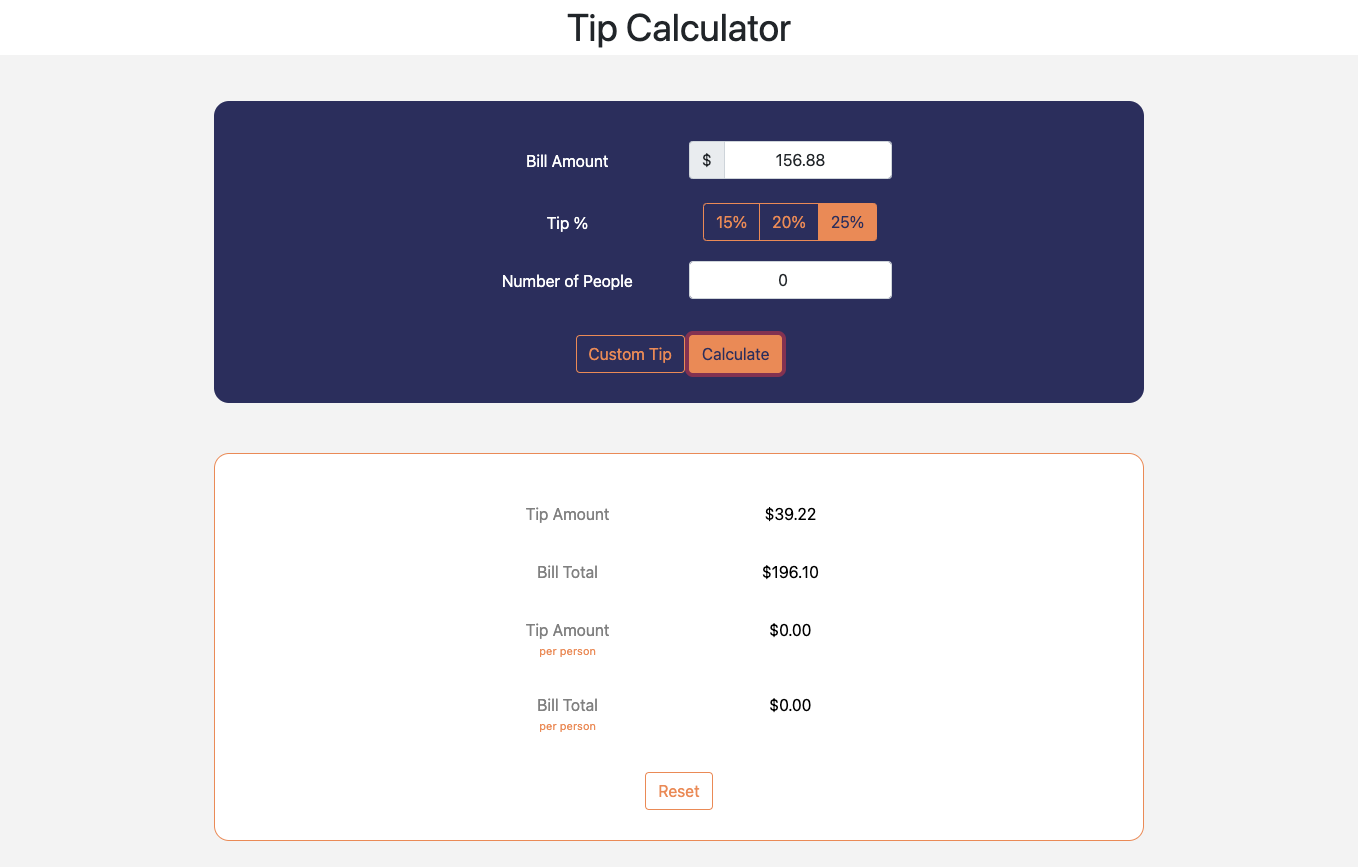 Tip Calculator
Bill Amount $ 156.88
Tip % 15% 20% 25%
Number of People 0
Custom Tip Calculate
Tip Amount $39.22
Bill Total $196.10
Tip Amount $0.00
per person
Bill Total $0.00
per person
Reset